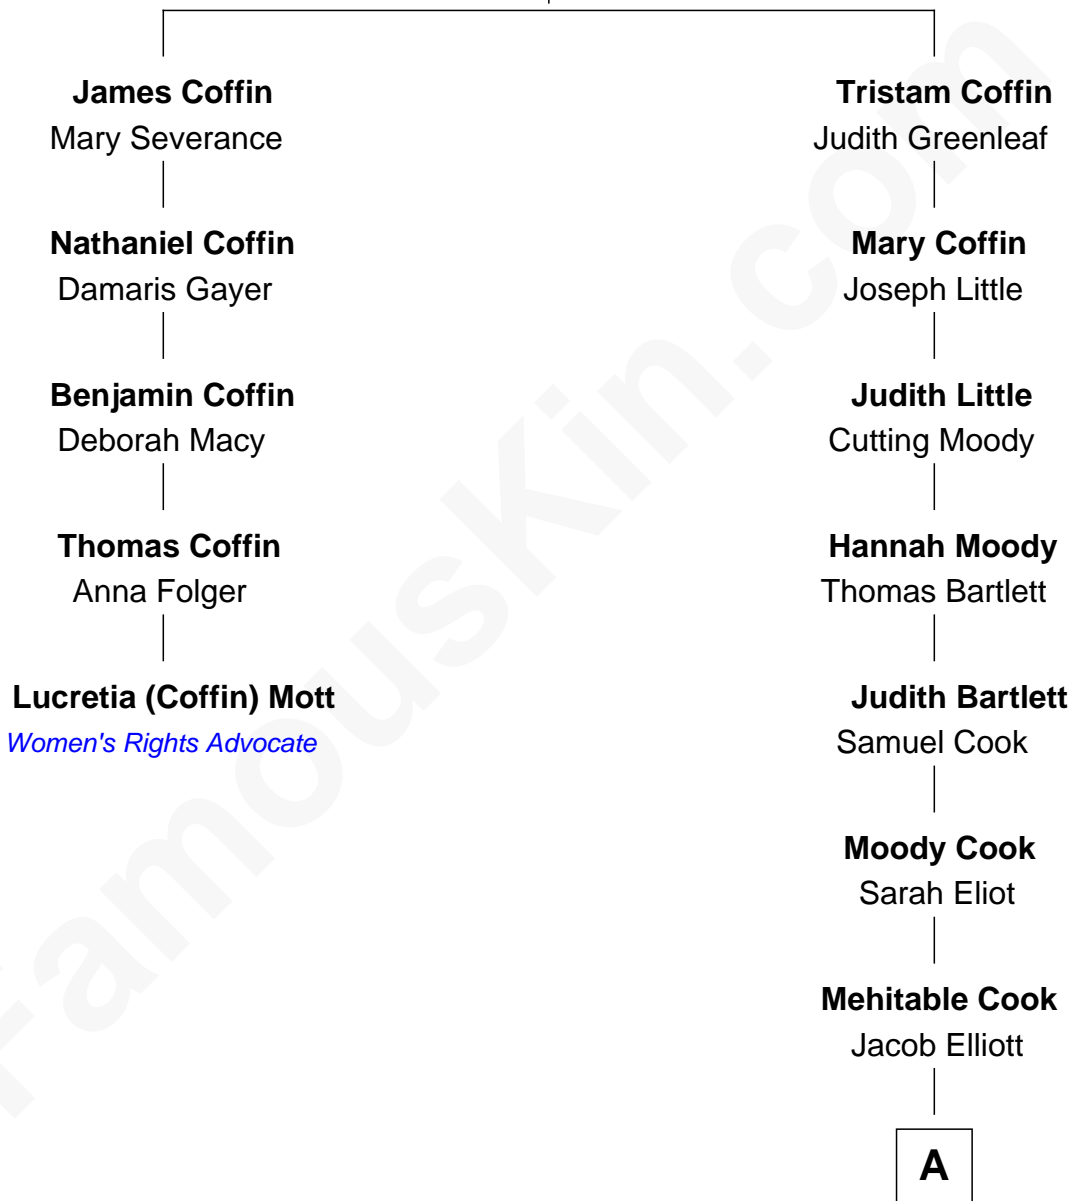 James Coffin
Mary Severance
Nathaniel Coffin
Damaris Gayer
Benjamin Coffin
Deborah Macy
Thomas Coffin
Anna Folger
Lucretia (Coffin) Mott
Women's Rights Advocate
Tristam Coffin
Judith Greenleaf
Mary Coffin
Joseph Little
Judith Little
Cutting Moody
Hannah Moody
Thomas Bartlett
Judith Bartlett
Samuel Cook
Moody Cook
Sarah Eliot
Mehitable Cook
Jacob Elliott
A
FamousKin.com